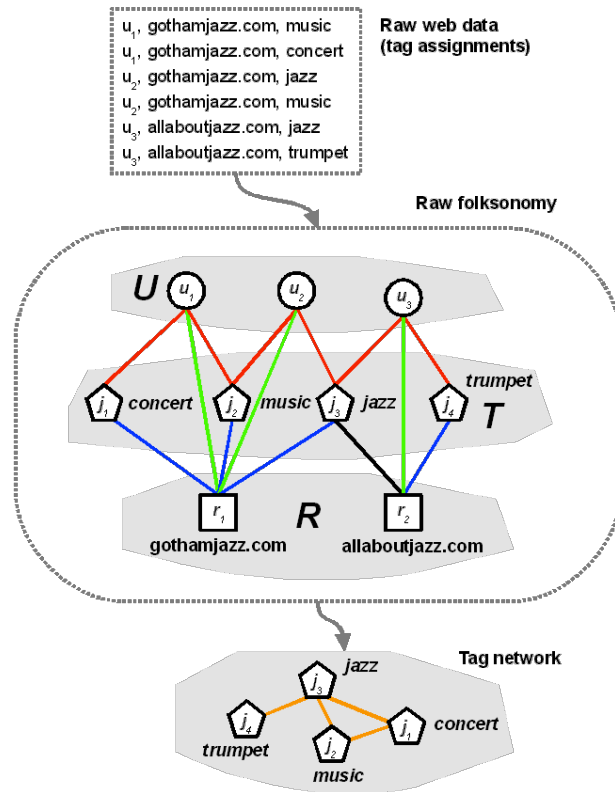 u1, gothamjazz.com, music
u1, gothamjazz.com, concert
u2, gothamjazz.com, jazz
u2, gothamjazz.com, music
u3, allaboutjazz.com, jazz
u3, allaboutjazz.com, trumpet
Raw web data
(tag assignments)
Raw folksonomy
U
u1
u2
u3
trumpet
j1
concert
j2
music
j3
jazz
j4
T
r1
R
r2
gothamjazz.com
allaboutjazz.com
Tag network
jazz
j3
j4
j1
concert
trumpet
j2
music